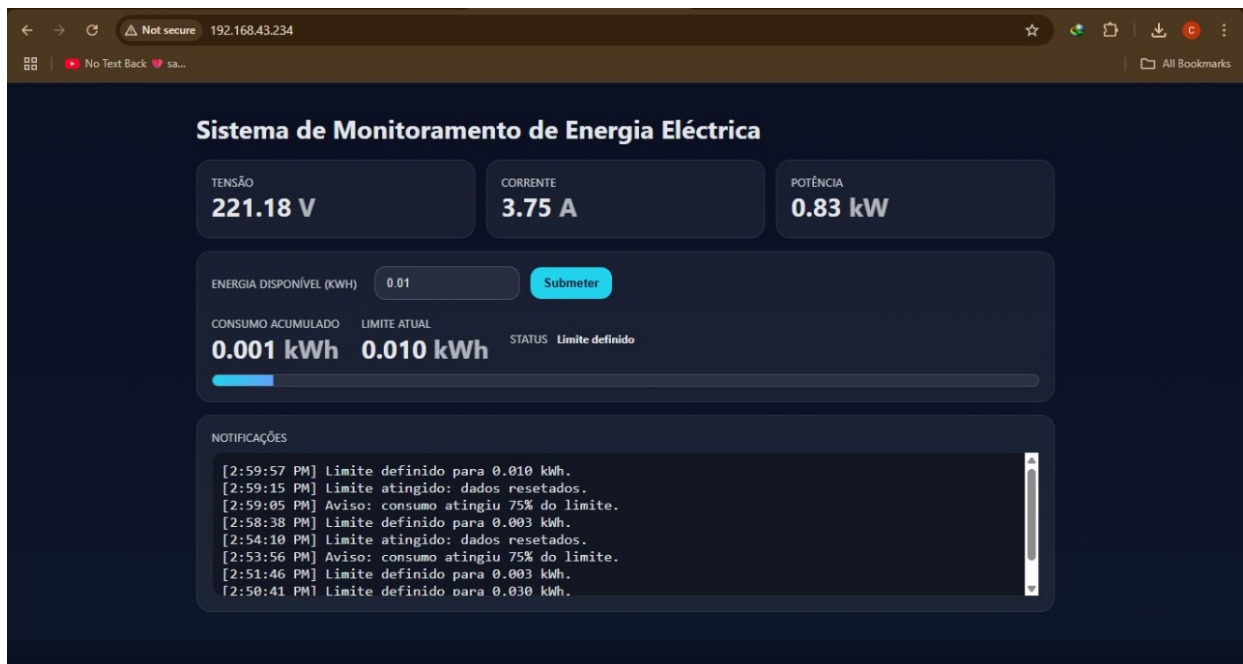 Not secure 192.168.43.234
No Text Back 💔 sa...
All Bookmarks
Sistema de Monitoramento de Energia Eléctrica
TENSÃO
221.18 V
CORRENTE
3.75 A
POTÊNCIA
0.83 kW
ENERGIA DISPONÍVEL (KWH) 0.01 Submeter
CONSUMO ACUMULADO
0.001 kWh
LIMITE ATUAL
0.010 kWh
STATUS Limite definido
NOTIFICAÇÕES
[2:59:57 PM] Limite definido para 0.010 kWh.
[2:59:15 PM] Limite atingido: dados resetados.
[2:59:05 PM] Aviso: consumo atingiu 75% do limite.
[2:58:38 PM] Limite definido para 0.003 kWh.
[2:54:10 PM] Limite atingido: dados resetados.
[2:53:56 PM] Aviso: consumo atingiu 75% do limite.
[2:51:46 PM] Limite definido para 0.003 kWh.
[2:50:41 PM] Limite definido para 0.030 kWh.